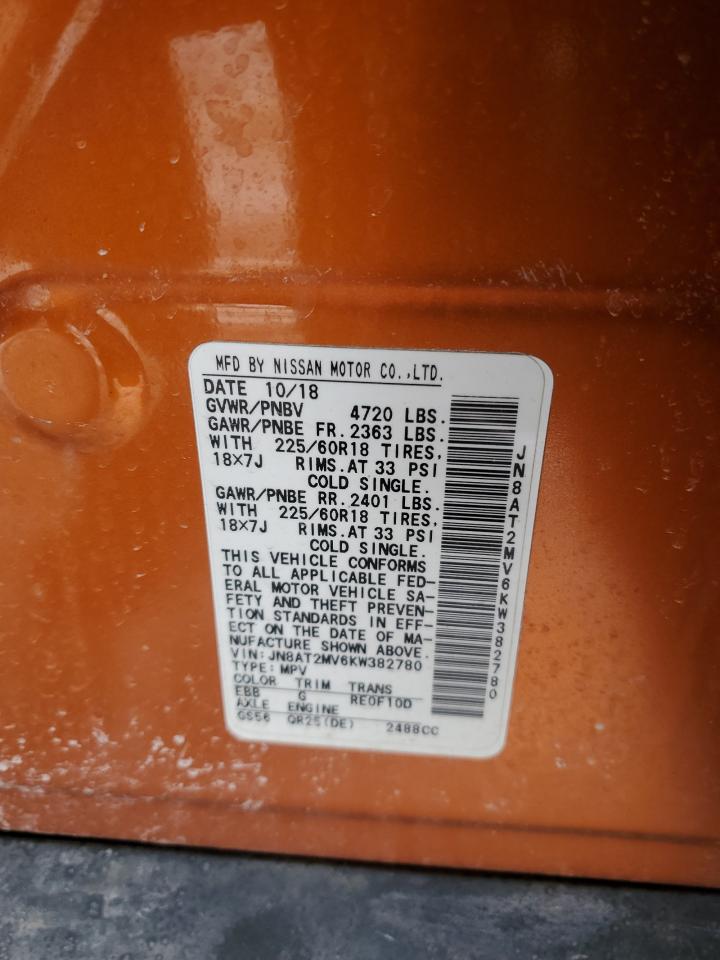 MFD BY NISSAN MOTOR CO.,LTD.
DATE 10/18
GVWR/PNBV 4720 LBS.
GAWR/PNBE FR. 2363 LBS.
WITH 225/60R18 TIRES,
18×7J RIMS. AT 33 PSI
COLD SINGLE.
GAWR/PNBE RR. 2401 LBS.
WITH 225/60R18 TIRES,
18×7J RIMS. AT 33 PSI
COLD SINGLE.
THIS VEHICLE CONFORMS
TO ALL APPLICABLE FED-
ERAL MOTOR VEHICLE SA-
FETY AND THEFT PREVEN-
TION STANDARDS IN EFF-
ECT ON THE DATE OF MA-
NUFACTURE SHOWN ABOVE.
VIN: JN8AT2MV6KW382780
TYPE: MPV
COLOR TRIM TRANS
EBB G RE0F10D
AXLE ENGINE
GS56 QR25(DE) 2488CC
JN8AT2MV6KW382780